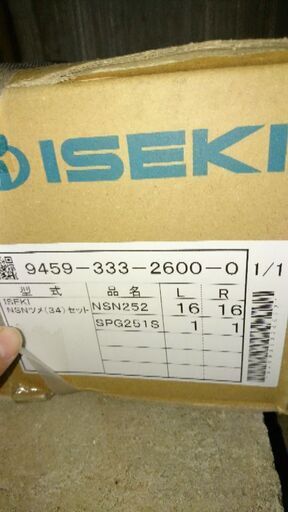 ISEKI
9459-333-2600-0 1/1
型式 品名 L R
ISEKI
NSNツメ(34)セット NSN252 16 16
SPG251S 1 1